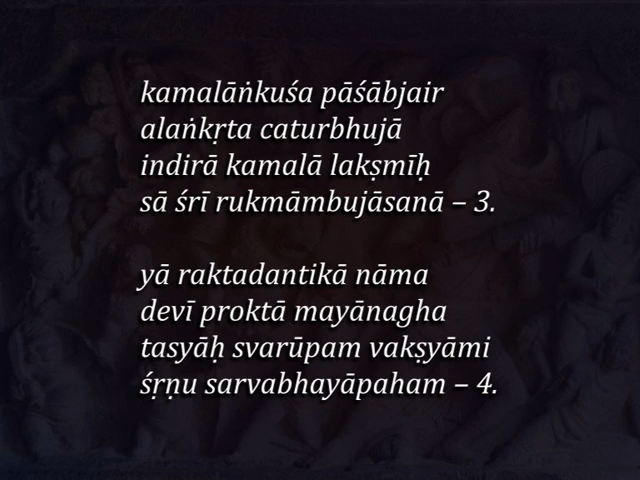 kamalāṅkuśa pāśābjair
alaṅkṛta caturbhujā
indirā kamalā lakṣmīḥ
sā śrī rukmāmbujāsanā – 3.
yā raktadantikā nāma
devī proktā mayānagha
tasyāḥ svarūpam vakṣyāmi
śṛṇu sarvabhayāpaham – 4.